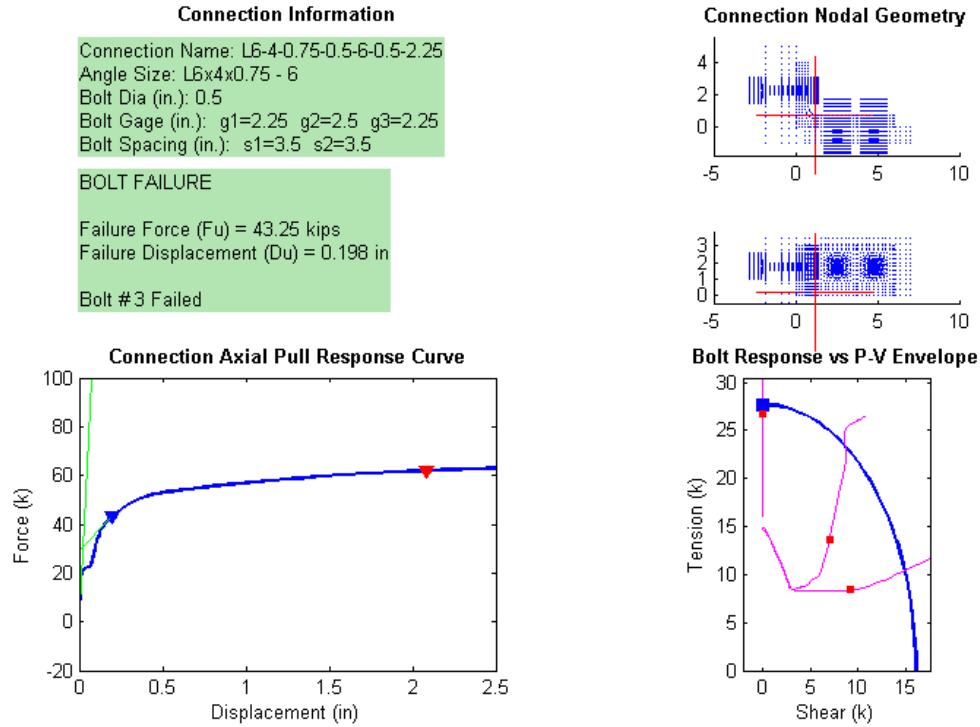 Connection Information
Connection Name: L6-4-0.75-0.5-6-0.5-2.25
Angle Size: L6x4x0.75 - 6
Bolt Dia (in.): 0.5
Bolt Gage (in.):  g1=2.25  g2=2.5  g3=2.25
Bolt Spacing (in.):  s1=3.5  s2=3.5
BOLT FAILURE
Failure Force (Fu) = 43.25 kips
Failure Displacement (Du) = 0.198 in
Bolt #3 Failed
Connection Nodal Geometry
4
2
0
-5 0 5 10
3
2
1
0
-5 0 5 10
Connection Axial Pull Response Curve
100
80
60
40
20
0
-20
0 0.5 1 1.5 2 2.5
Force (k)
Displacement (in)
Bolt Response vs P-V Envelope
30
25
20
15
10
5
0
0 5 10 15
Tension (k)
Shear (k)